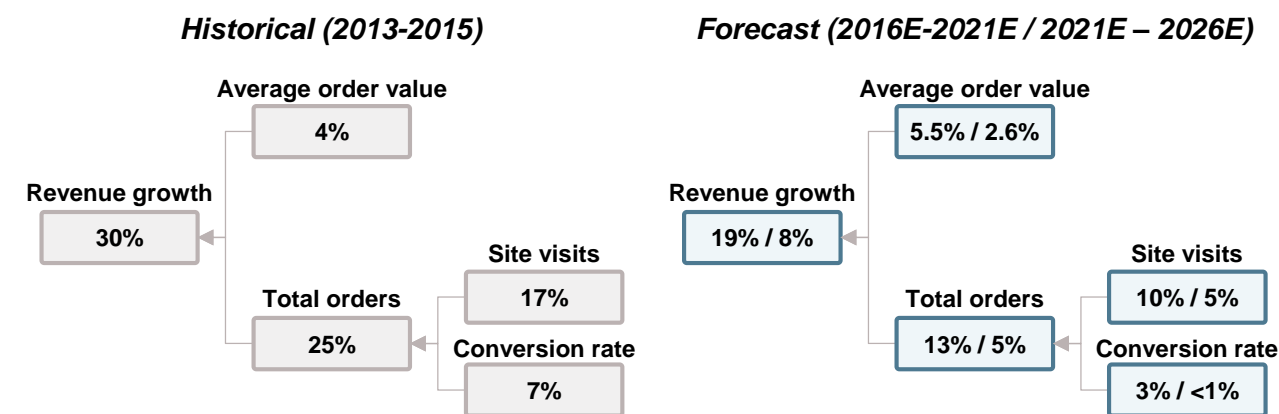 Historical (2013-2015)
Average order value
4%
Revenue growth
30%
Site visits
17%
Total orders
25%
Conversion rate
7%
Forecast (2016E-2021E / 2021E – 2026E)
Average order value
5.5% / 2.6%
Revenue growth
19% / 8%
Site visits
10% / 5%
Total orders
13% / 5%
Conversion rate
3% / <1%